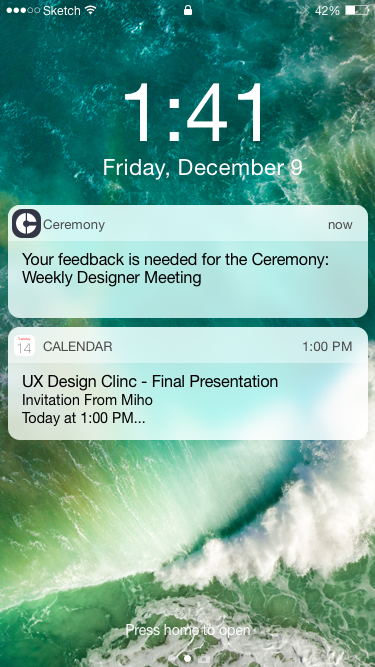 Sketch 42%
1:41
Friday, December 9
Ceremony now
Your feedback is needed for the Ceremony:
Weekly Designer Meeting
Tuesday
14 CALENDAR 1:00 PM
UX Design Clinc - Final Presentation
Invitation From Miho
Today at 1:00 PM...
Press home to open